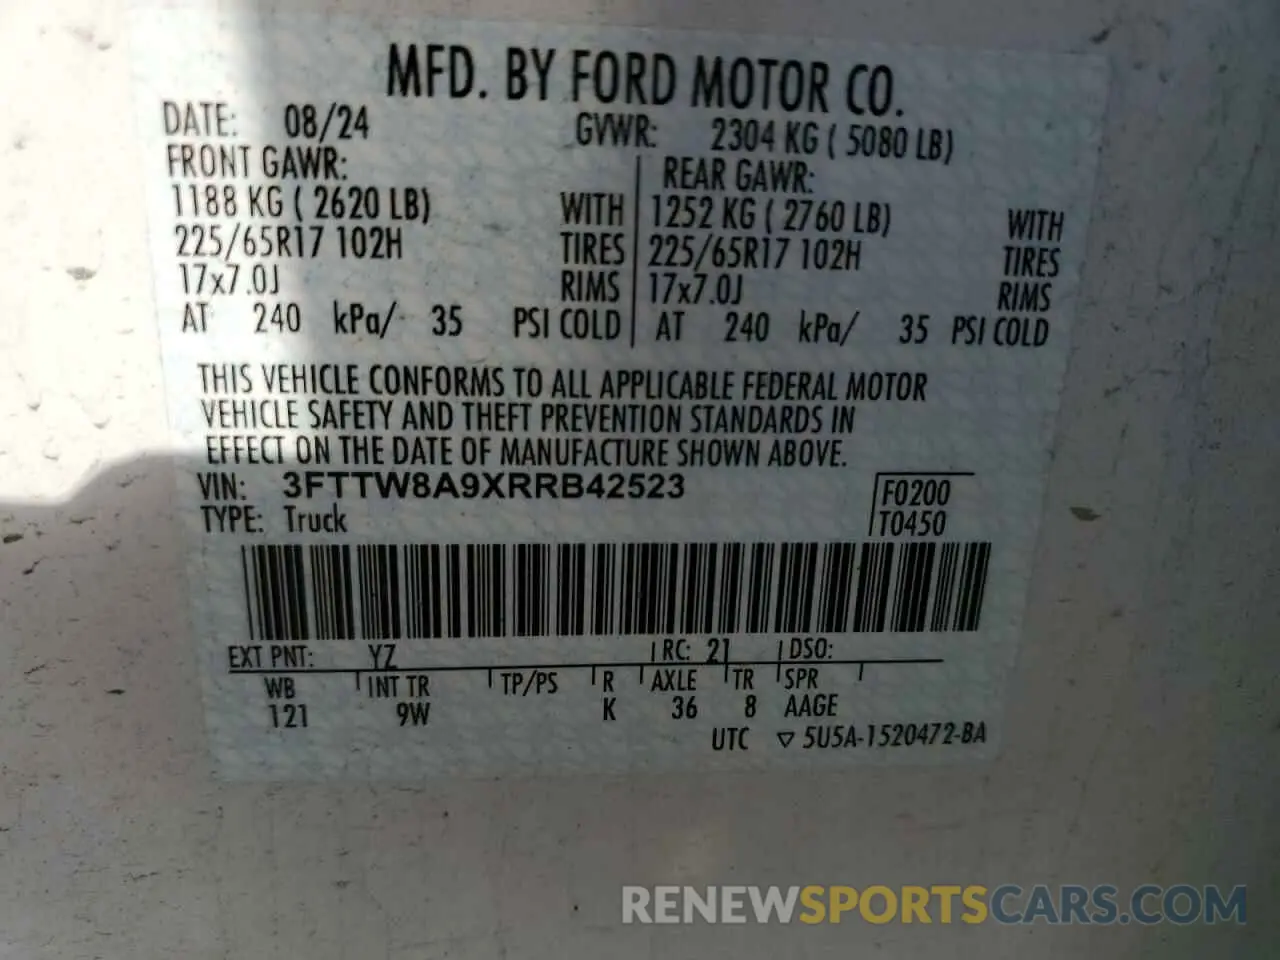 MFD. BY FORD MOTOR CO.
DATE: 08/24 GVWR: 2304 KG ( 5080 LB)
FRONT GAWR: REAR GAWR:
1188 KG ( 2620 LB) WITH 1252 KG ( 2760 LB) WITH
225/65R17 102H TIRES 225/65R17 102H TIRES
17x7.0J RIMS 17x7.0J RIMS
AT 240 kPa/ 35 PSI COLD AT 240 kPa/ 35 PSI COLD
THIS VEHICLE CONFORMS TO ALL APPLICABLE FEDERAL MOTOR
VEHICLE SAFETY AND THEFT PREVENTION STANDARDS IN
EFFECT ON THE DATE OF MANUFACTURE SHOWN ABOVE.
VIN: 3FTTW8A9XRRB42523 F0200
TYPE: Truck T0450
EXT PNT: YZ RC: 21 DSO:
WB INT TR TP/PS R AXLE TR SPR
121 9W K 36 8 AAGE
UTC ▽ 5U5A-1520472-BA
RENEWSPORTSCARS.COM